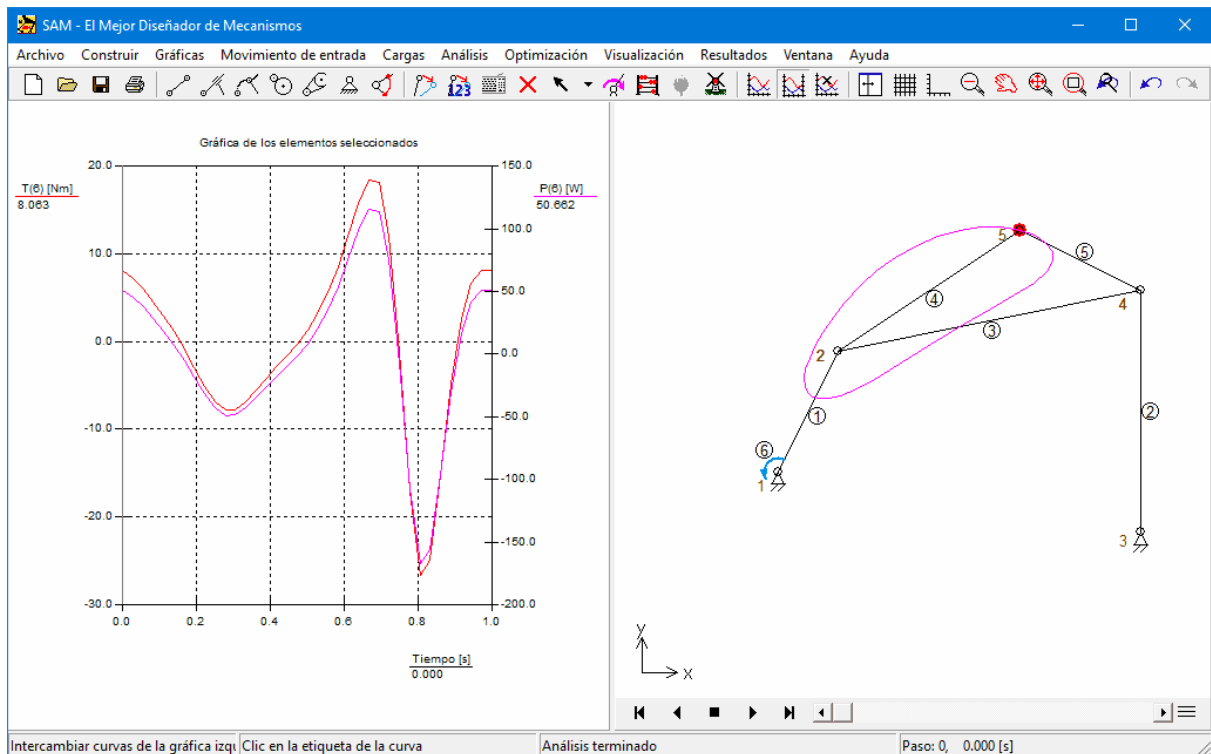 SAM - El Mejor Diseñador de Mecanismos
Archivo Construir Gráficas Movimiento de entrada Cargas Análisis Optimización Visualización Resultados Ventana Ayuda
123
Gráfica de los elementos seleccionados
T(6) [Nm]
8.063
20.0
10.0
0.0
-10.0
-20.0
-30.0
P(6) [W]
50.662
150.0
100.0
50.0
0.0
-50.0
-100.0
-150.0
-200.0
0.0 0.2 0.4 0.6 0.8 1.0
Tiempo [s]
0.000
5
5
4
4
3
2
1
2
6
1
3
y
x
Intercambiar curvas de la gráfica izqu Clic en la etiqueta de la curva Análisis terminado Paso: 0, 0.000 [s]